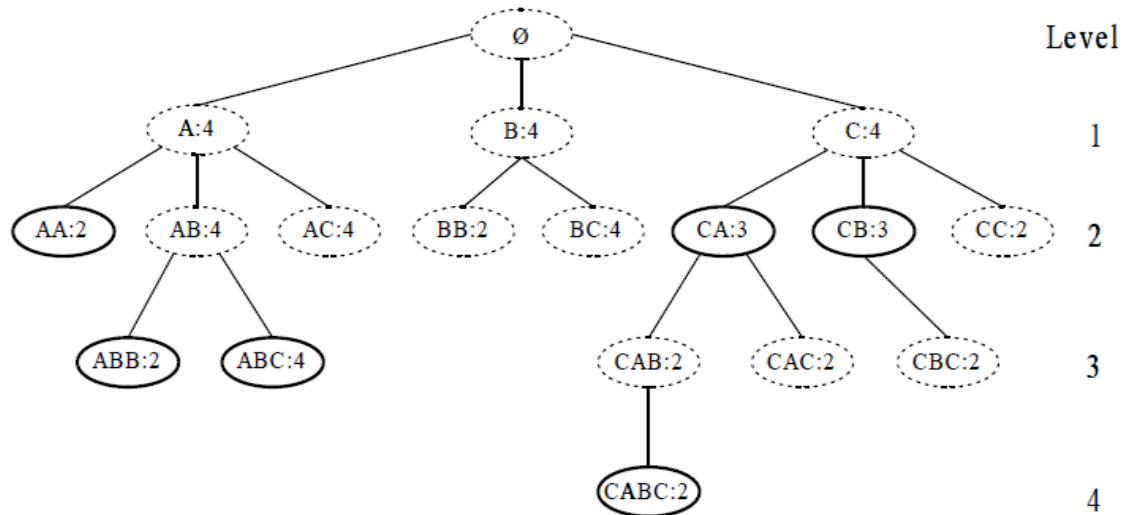 Ø
Level
A:4 B:4 C:4 1
AA:2 AB:4 AC:4 BB:2 BC:4 CA:3 CB:3 CC:2 2
ABB:2 ABC:4 CAB:2 CAC:2 CBC:2 3
CABC:2 4